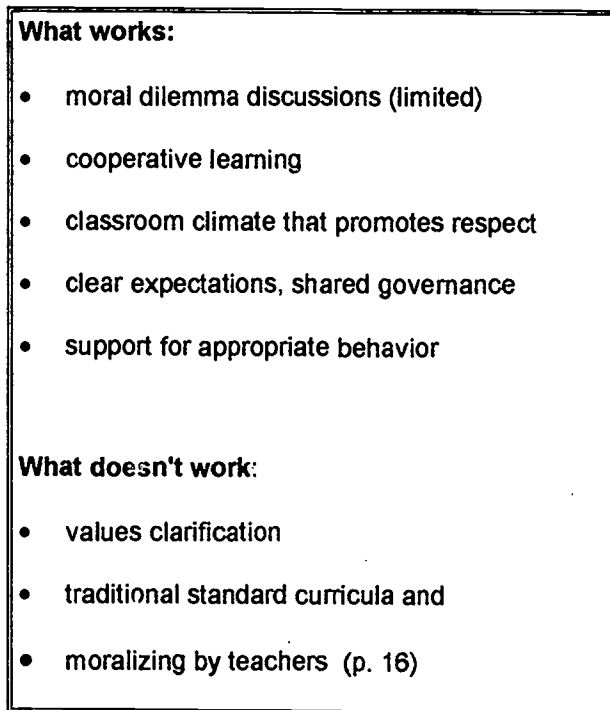 What works:
• moral dilemma discussions (limited)
• cooperative learning
• classroom climate that promotes respect
• clear expectations, shared governance
• support for appropriate behavior
What doesn't work:
• values clarification
• traditional standard curricula and
• moralizing by teachers (p. 16)